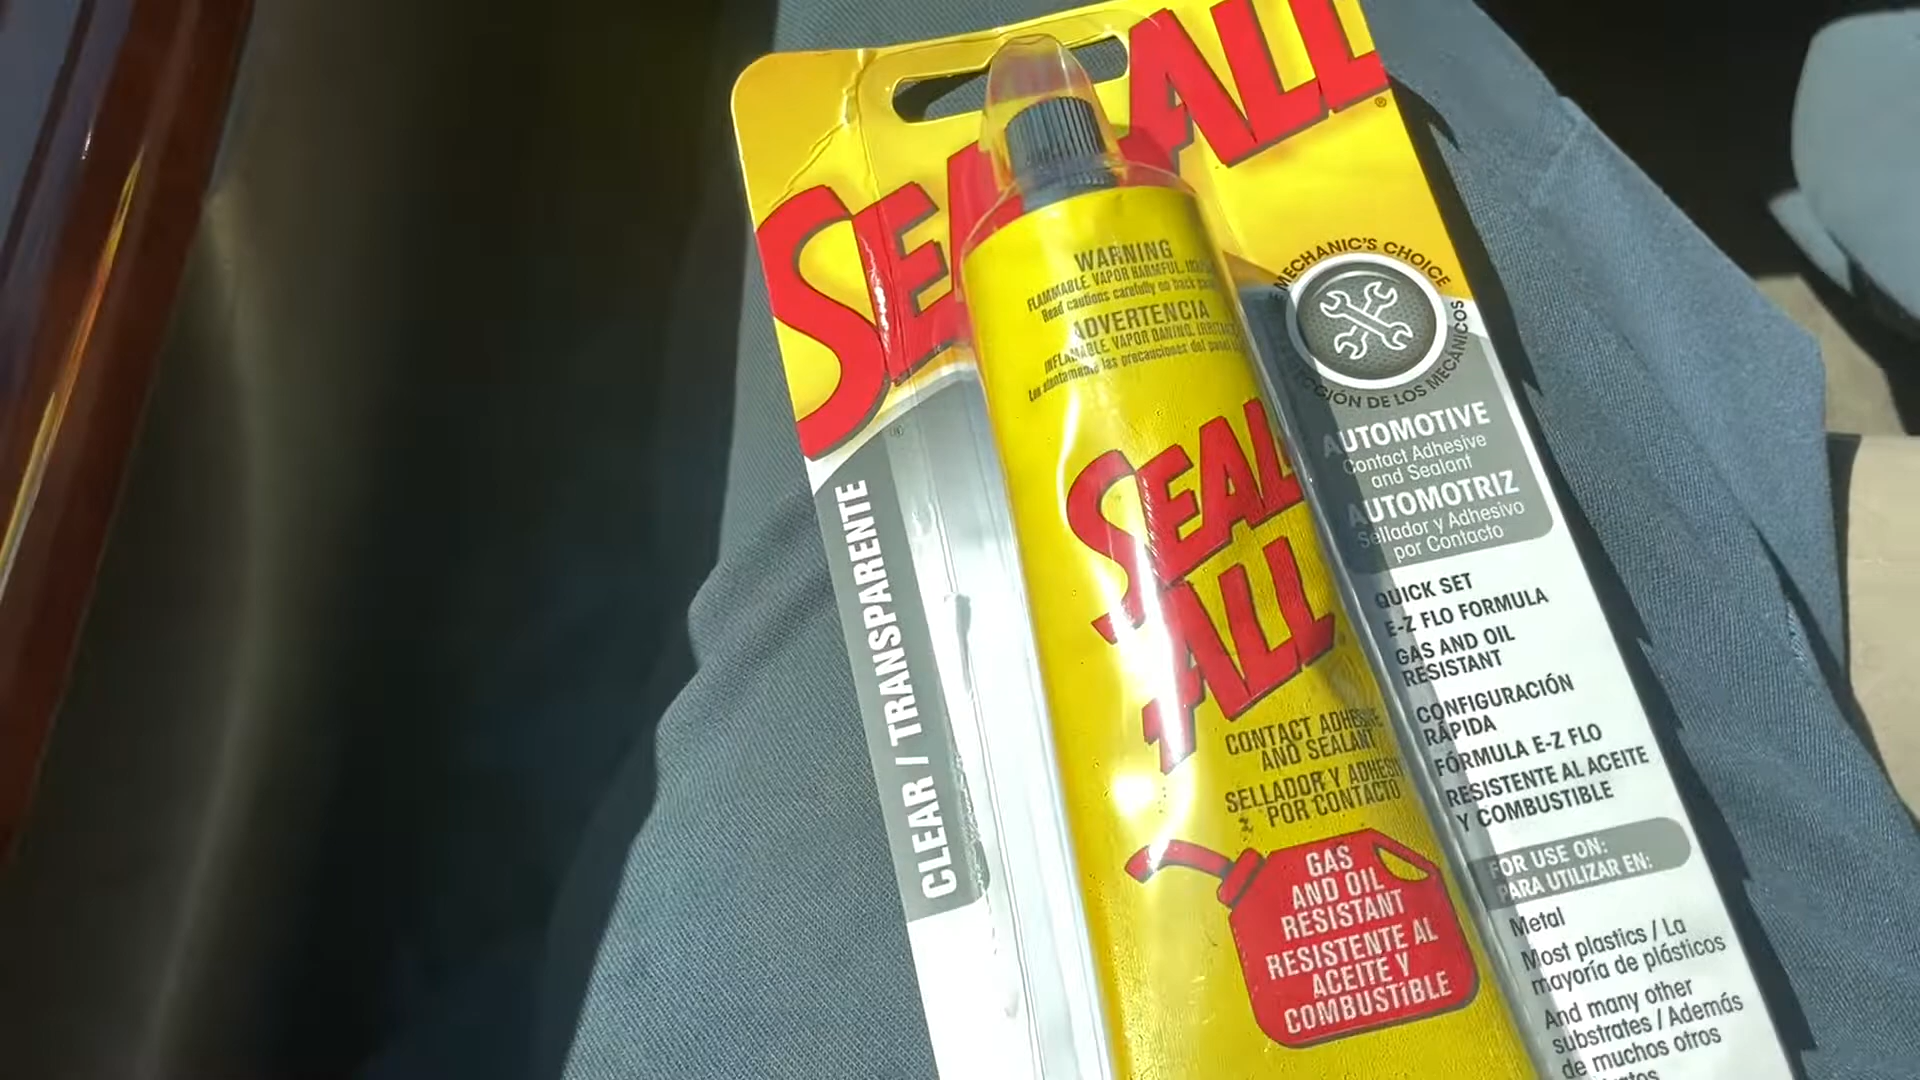 SEAL ALL
®
®
MECHANIC'S CHOICE
DE LOS MECÁNICOS
WARNING
FLAMMABLE. VAPOR HARMFUL.
Read cautions carefully on back
ADVERTENCIA
INFLAMABLE. VAPOR DANINO.
las precauciones del
SEAL
ALL
CONTACT ADHESIVE
AND SEALANT
SELLADOR Y
POR CONTACTO
GAS
AND OIL
RESISTANT
RESISTENTE AL
ACEITE Y
COMBUSTIBLE
CLEAR / TRANSPARENTE
AUTOMOTIVE
Contact Adhesive
and Sealant
AUTOMOTRIZ
Sellador y Adhesivo
por Contacto
QUICK SET
E-Z FLO FORMULA
GAS AND OIL
RESISTANT
CONFIGURACIÓN
RÁPIDA
FÓRMULA E-Z FLO
RESISTENTE AL ACEITE
Y COMBUSTIBLE
FOR USE ON:
PARA UTILIZAR EN:
Metal
Most plastics / La
mayoría de plásticos
And many other
substrates / Además
de muchos otros